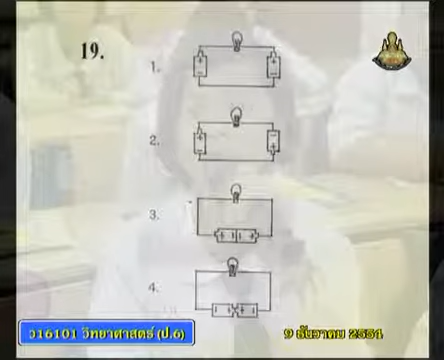 19.
1.
2.
3.
4.
ว16101 วิทยาศาสตร์ (ป.6)
9 ธันวาคม 2554